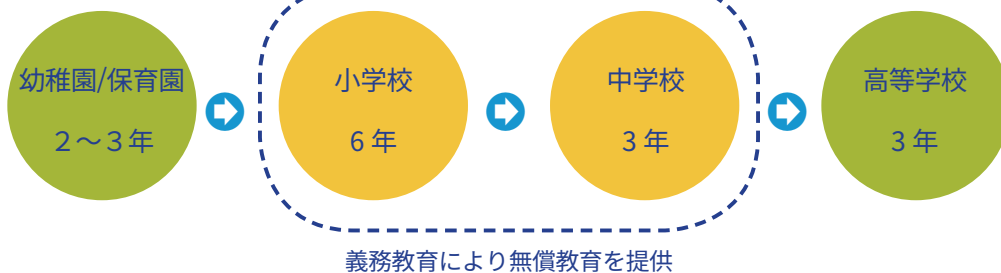 幼稚園/保育園
２～３年
小学校
6 年
中学校
3 年
高等学校
3 年
義務教育により無償教育を提供